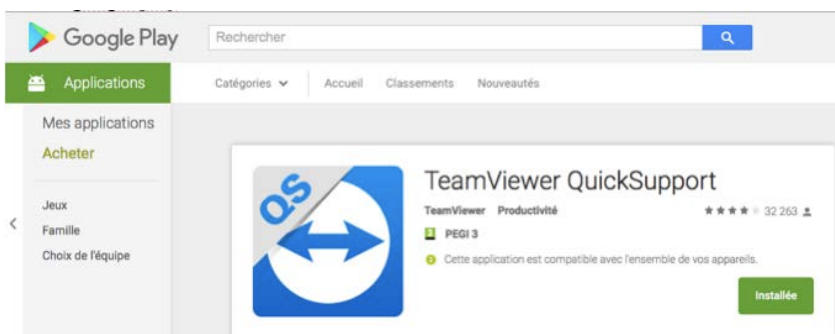 Google Play
Rechercher
Applications
Catégories
Accueil
Classements
Nouveautés
Mes applications
Acheter
Jeux
Famille
Choix de l'équipe
QS
TeamViewer QuickSupport
TeamViewer Productivité
32 263
3 PEGI 3
Cette application est compatible avec l'ensemble de vos appareils.
Installée